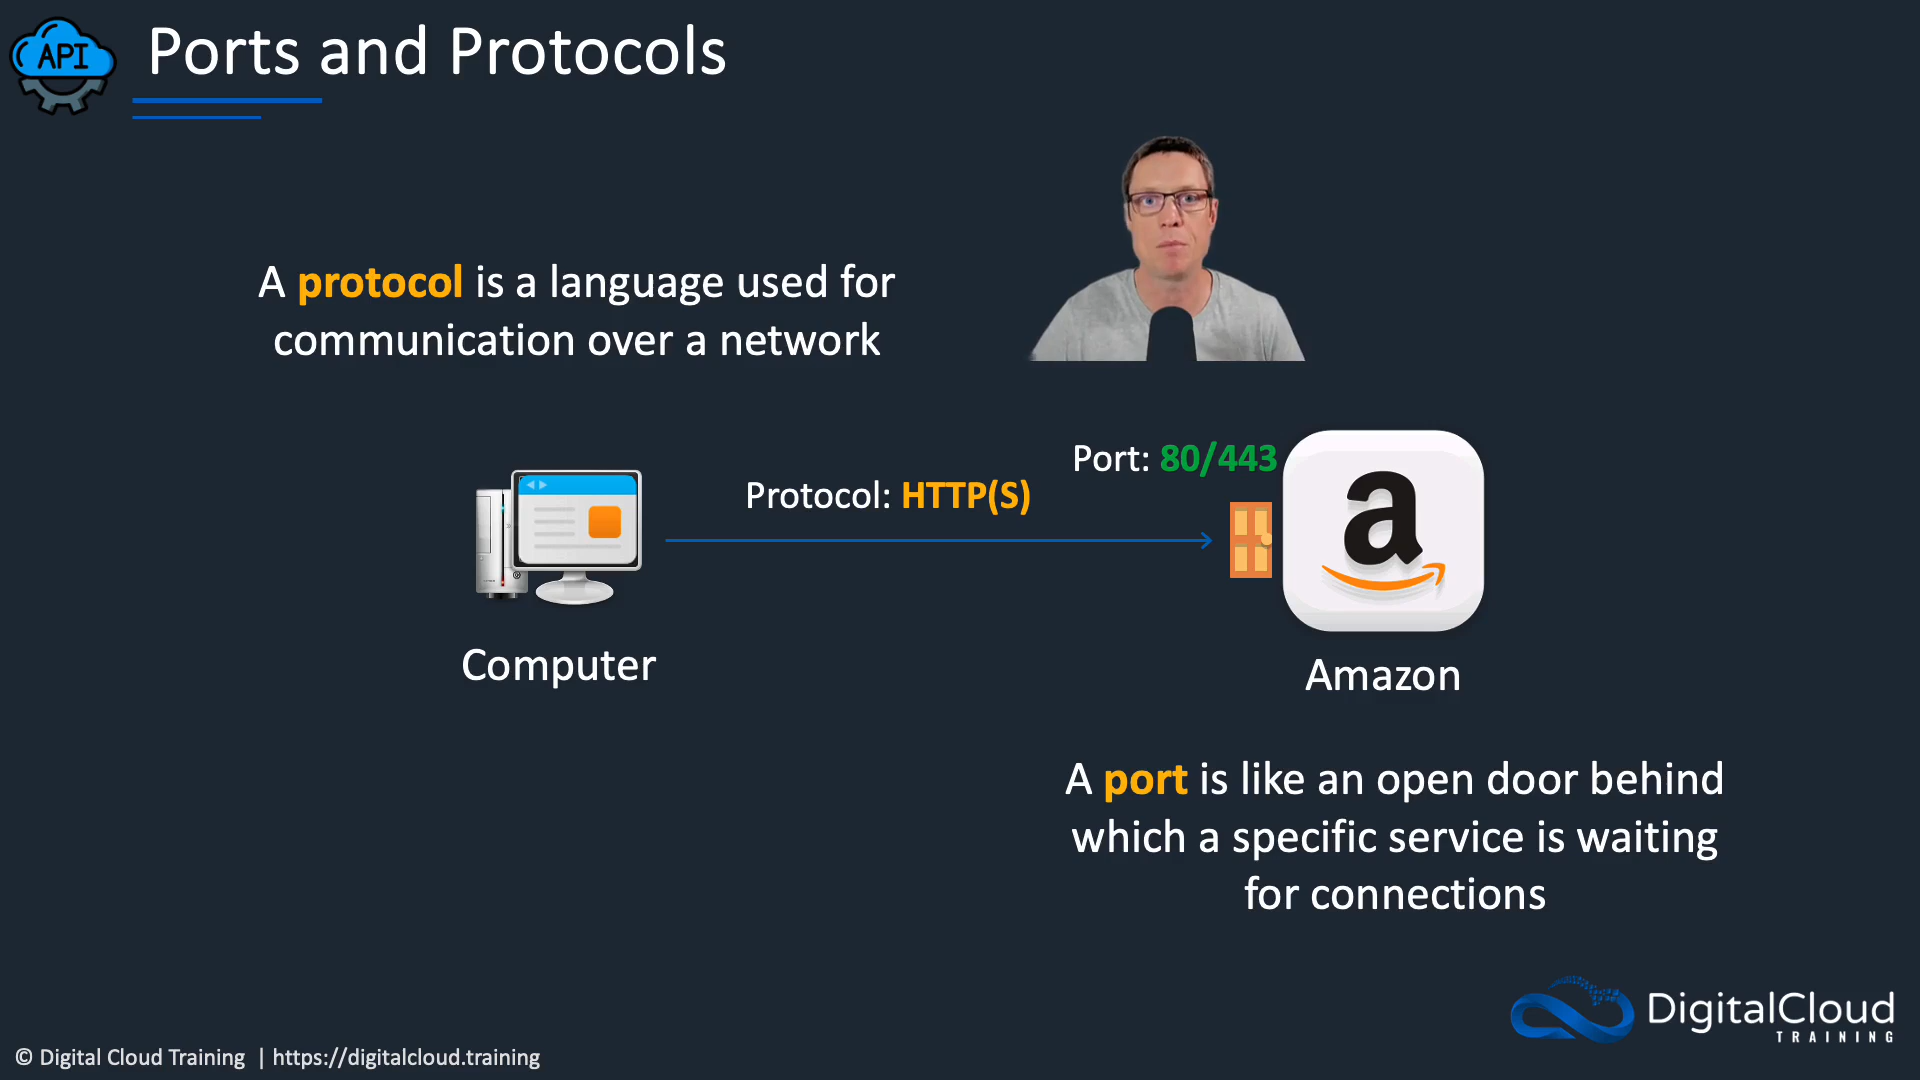 API
Ports and Protocols
A protocol is a language used for
communication over a network
Port: 80/443
Protocol: HTTP(S)
a
Computer
Amazon
A port is like an open door behind
which a specific service is waiting
for connections
DigitalCloud
TRAINING
© Digital Cloud Training | https://digitalcloud.training